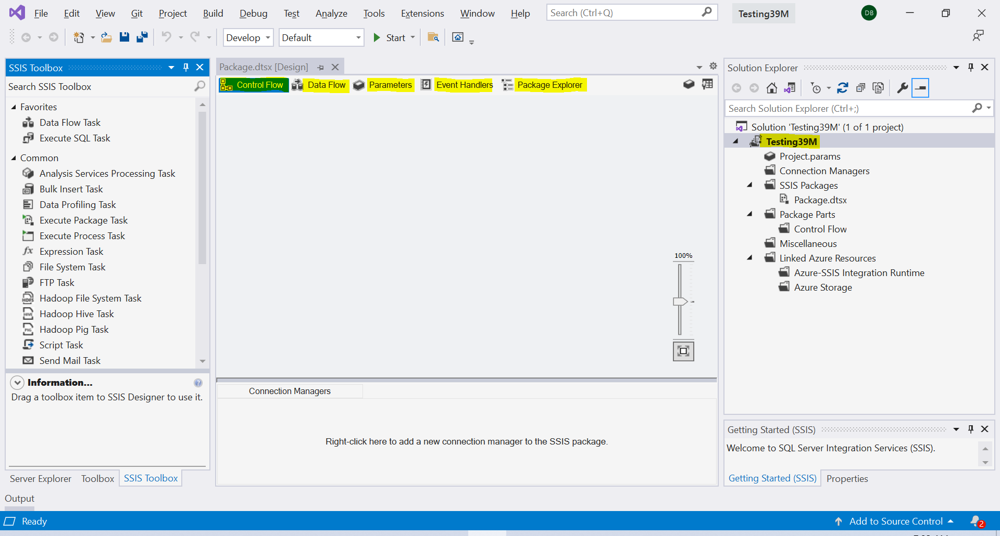 File Edit View Git Project Build Debug Test Analyze Tools Extensions Window Help Search (Ctrl+Q) Testing39M DB
Develop Default Start
SSIS Toolbox
Search SSIS Toolbox
Favorites
Data Flow Task
Execute SQL Task
Common
Analysis Services Processing Task
Bulk Insert Task
Data Profiling Task
Execute Package Task
Execute Process Task
Expression Task
File System Task
FTP Task
Hadoop File System Task
Hadoop Hive Task
Hadoop Pig Task
Script Task
Send Mail Task
Information...
Drag a toolbox item to SSIS Designer to use it.
Server Explorer Toolbox SSIS Toolbox
Package.dtsx [Design]
Control Flow Data Flow Parameters Event Handlers Package Explorer
100%
Connection Managers
Right-click here to add a new connection manager to the SSIS package.
Solution Explorer
Search Solution Explorer (Ctrl+;)
Solution 'Testing39M' (1 of 1 project)
Testing39M
Project.params
Connection Managers
SSIS Packages
Package.dtsx
Package Parts
Control Flow
Miscellaneous
Linked Azure Resources
Azure-SSIS Integration Runtime
Azure Storage
Getting Started (SSIS)
Welcome to SQL Server Integration Services (SSIS).
Getting Started (SSIS) Properties
Output
Ready Add to Source Control 2